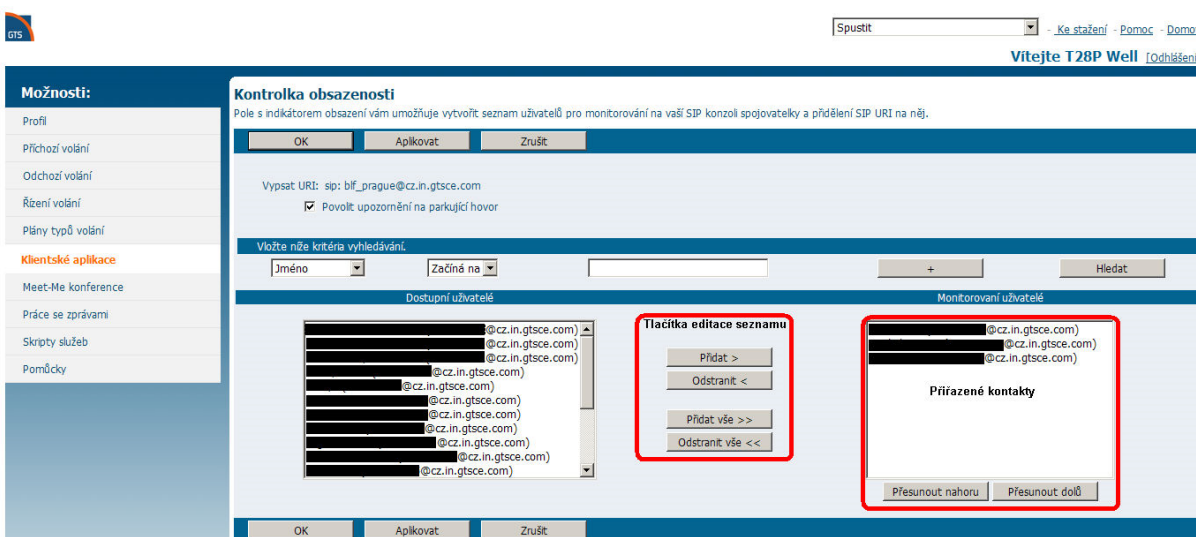 GTS
Spustit
- Ke stažení - Pomoc - Domo
Vítejte T28P Well [Odhlášení
Možnosti:
Profil
Příchozí volání
Odchozí volání
Řízení volání
Plány typů volání
Klientské aplikace
Meet-Me konference
Práce se zprávami
Skripty služeb
Pomůcky
Kontrolka obsazenosti
Pole s indikátorem obsazení vám umožňuje vytvořit seznam uživatelů pro monitorování na vaší SIP konzoli spojovatelky a přidělení SIP URI na něj.
OK Aplikovat Zrušit
Vypsat URI: sip: blf_prague@cz.in.gtsce.com
Povolit upozornění na parkující hovor
Vložte níže kritéria vyhledávání.
Jméno Začíná na + Hledat
Dostupní uživatelé
@cz.in.gtsce.com)
@cz.in.gtsce.com)
@cz.in.gtsce.com)
@cz.in.gtsce.com)
@cz.in.gtsce.com)
@cz.in.gtsce.com)
@cz.in.gtsce.com)
@cz.in.gtsce.com)
@cz.in.gtsce.com)
@cz.in.gtsce.com)
@cz.in.gtsce.com)
Tlačítka editace seznamu
Přidat >
Odstranit <
Přidat vše >>
Odstranit vše <<
Monitorovaní uživatelé
@cz.in.gtsce.com)
@cz.in.gtsce.com)
@cz.in.gtsce.com)
Přiřazené kontakty
Přesunout nahoru Přesunout dolů
OK Aplikovat Zrušit